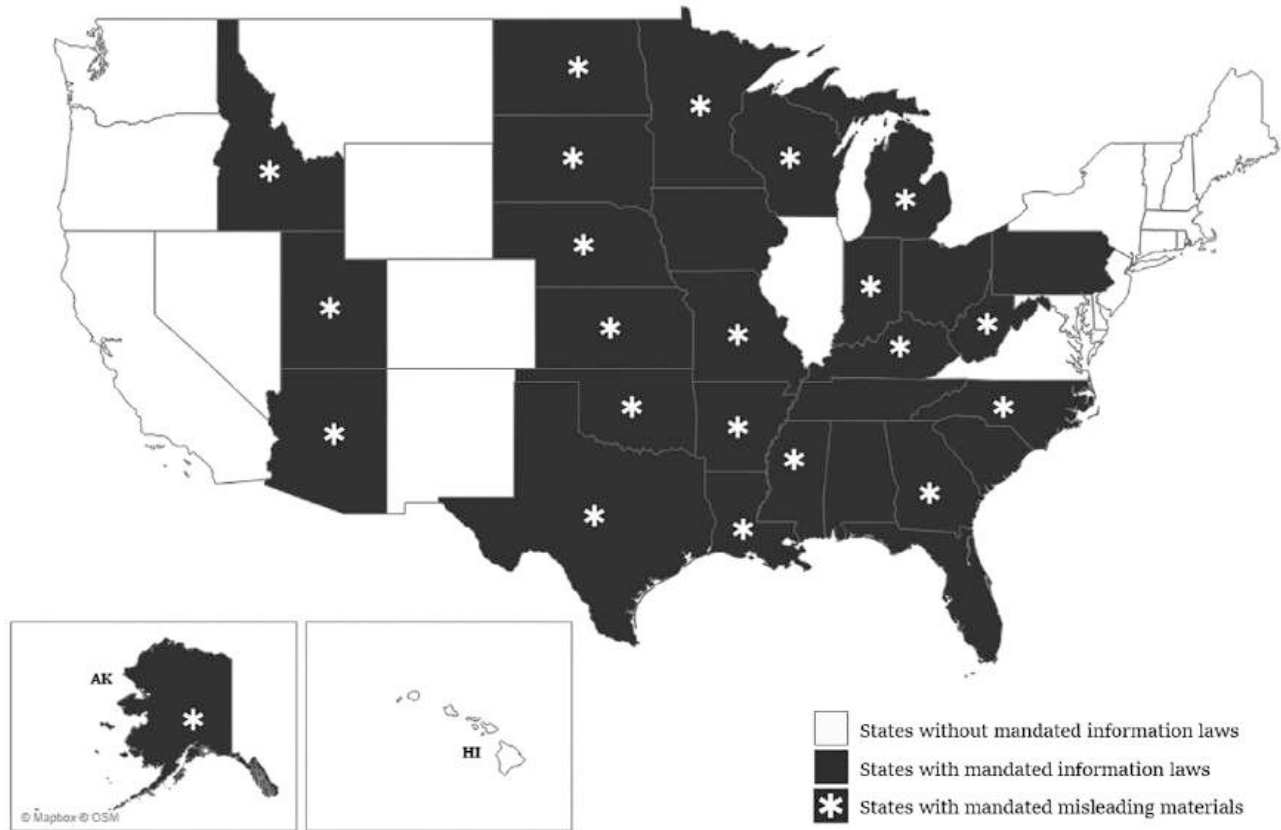 AK
HI
© Mapbox © OSM
States without mandated information laws
States with mandated information laws
States with mandated misleading materials